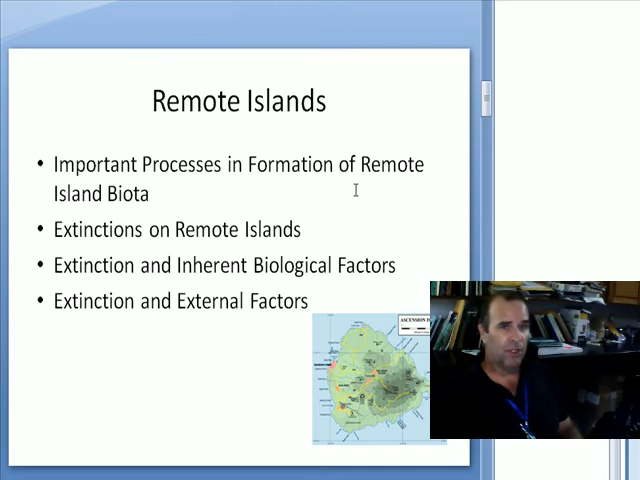 Remote Islands
• Important Processes in Formation of Remote
Island Biota
• Extinctions on Remote Islands
• Extinction and Inherent Biological Factors
• Extinction and External Factors
ASCENSION